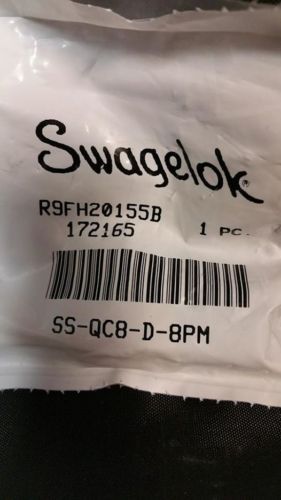 Swagelok®
R9FH20155B
172165 1 PC.
SS-QC8-D-8PM